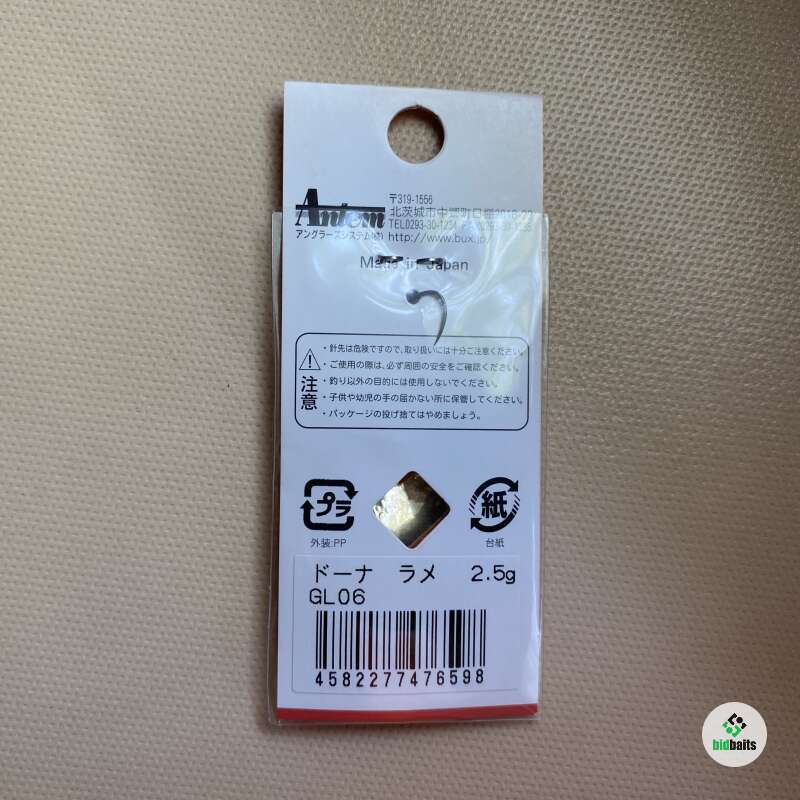 Antem
アングラーズシステム(株)
〒319-1556
北茨城市中郷町日棚
TEL0293-30-1234
http://www.bux.jp/
Made in Japan
注意
・針先は危険ですので、取り扱いには十分ご注意ください。
・ご使用の際は、必ず周囲の安全をご確認ください。
・釣り以外の目的には使用しないでください。
・子供や幼児の手の届かない所に保管してください。
・パッケージの投げ捨てはやめましょう。
プラ
外装:PP
紙
台紙
ドーナ ラメ 2.5g
GL06
4582277476598
bidbaits